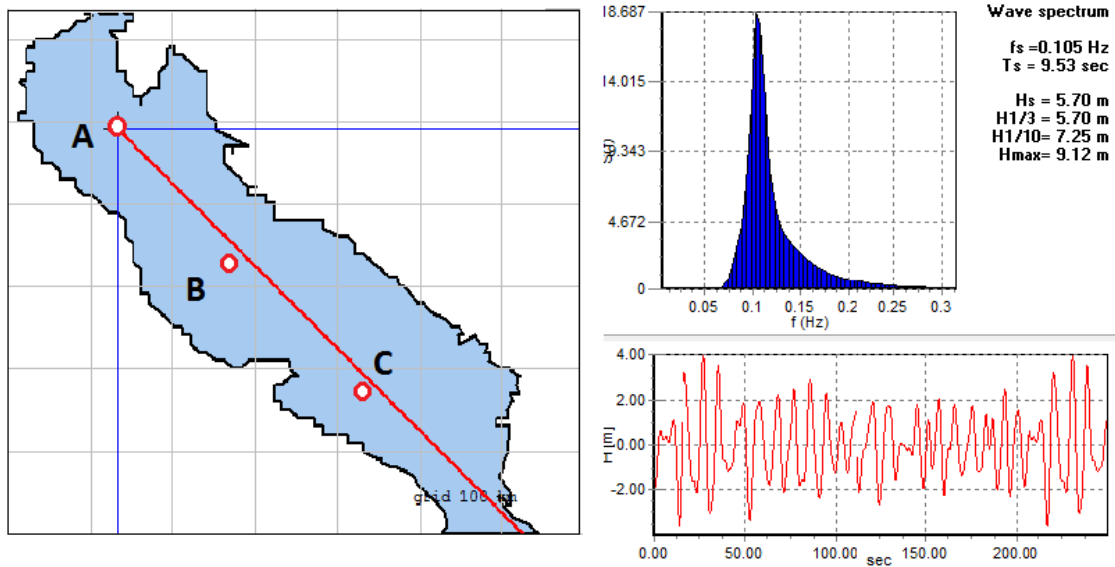 A
B
C
grid 100 km
18.687
14.015
9.343
4.672
0
0.05
0.1
0.15
0.2
0.25
0.3
f (Hz)
Wave spectrum
fs =0.105 Hz
Ts = 9.53 sec
Hs = 5.70 m
H1/3 = 5.70 m
H1/10= 7.25 m
Hmax= 9.12 m
4.00
2.00
0.00
-2.00
H[m]
0.00
50.00
100.00
150.00
200.00
sec